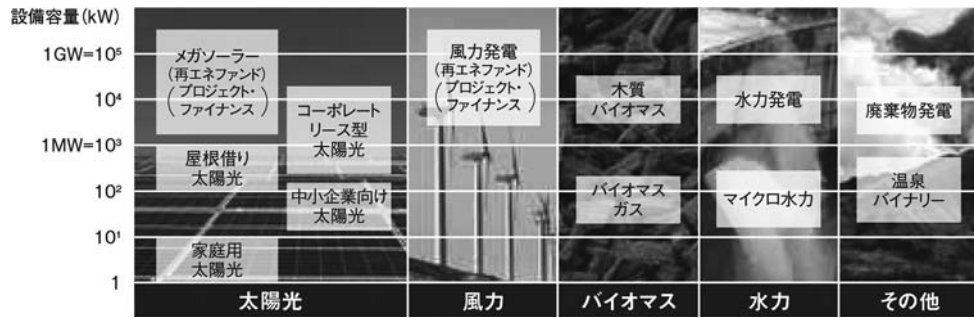 設備容量(kW)
1GW=10⁵
10⁴
1MW=10³
10²
10¹
1
メガソーラー
(再エネファンド)
(プロジェクト・
ファイナンス)
屋根借り
太陽光
家庭用
太陽光
コーポレート
リース型
太陽光
中小企業向け
太陽光
風力発電
(再エネファンド)
(プロジェクト・
ファイナンス)
木質
バイオマス
バイオマス
ガス
水力発電
マイクロ水力
廃棄物発電
温泉
バイナリー
太陽光
風力
バイオマス
水力
その他